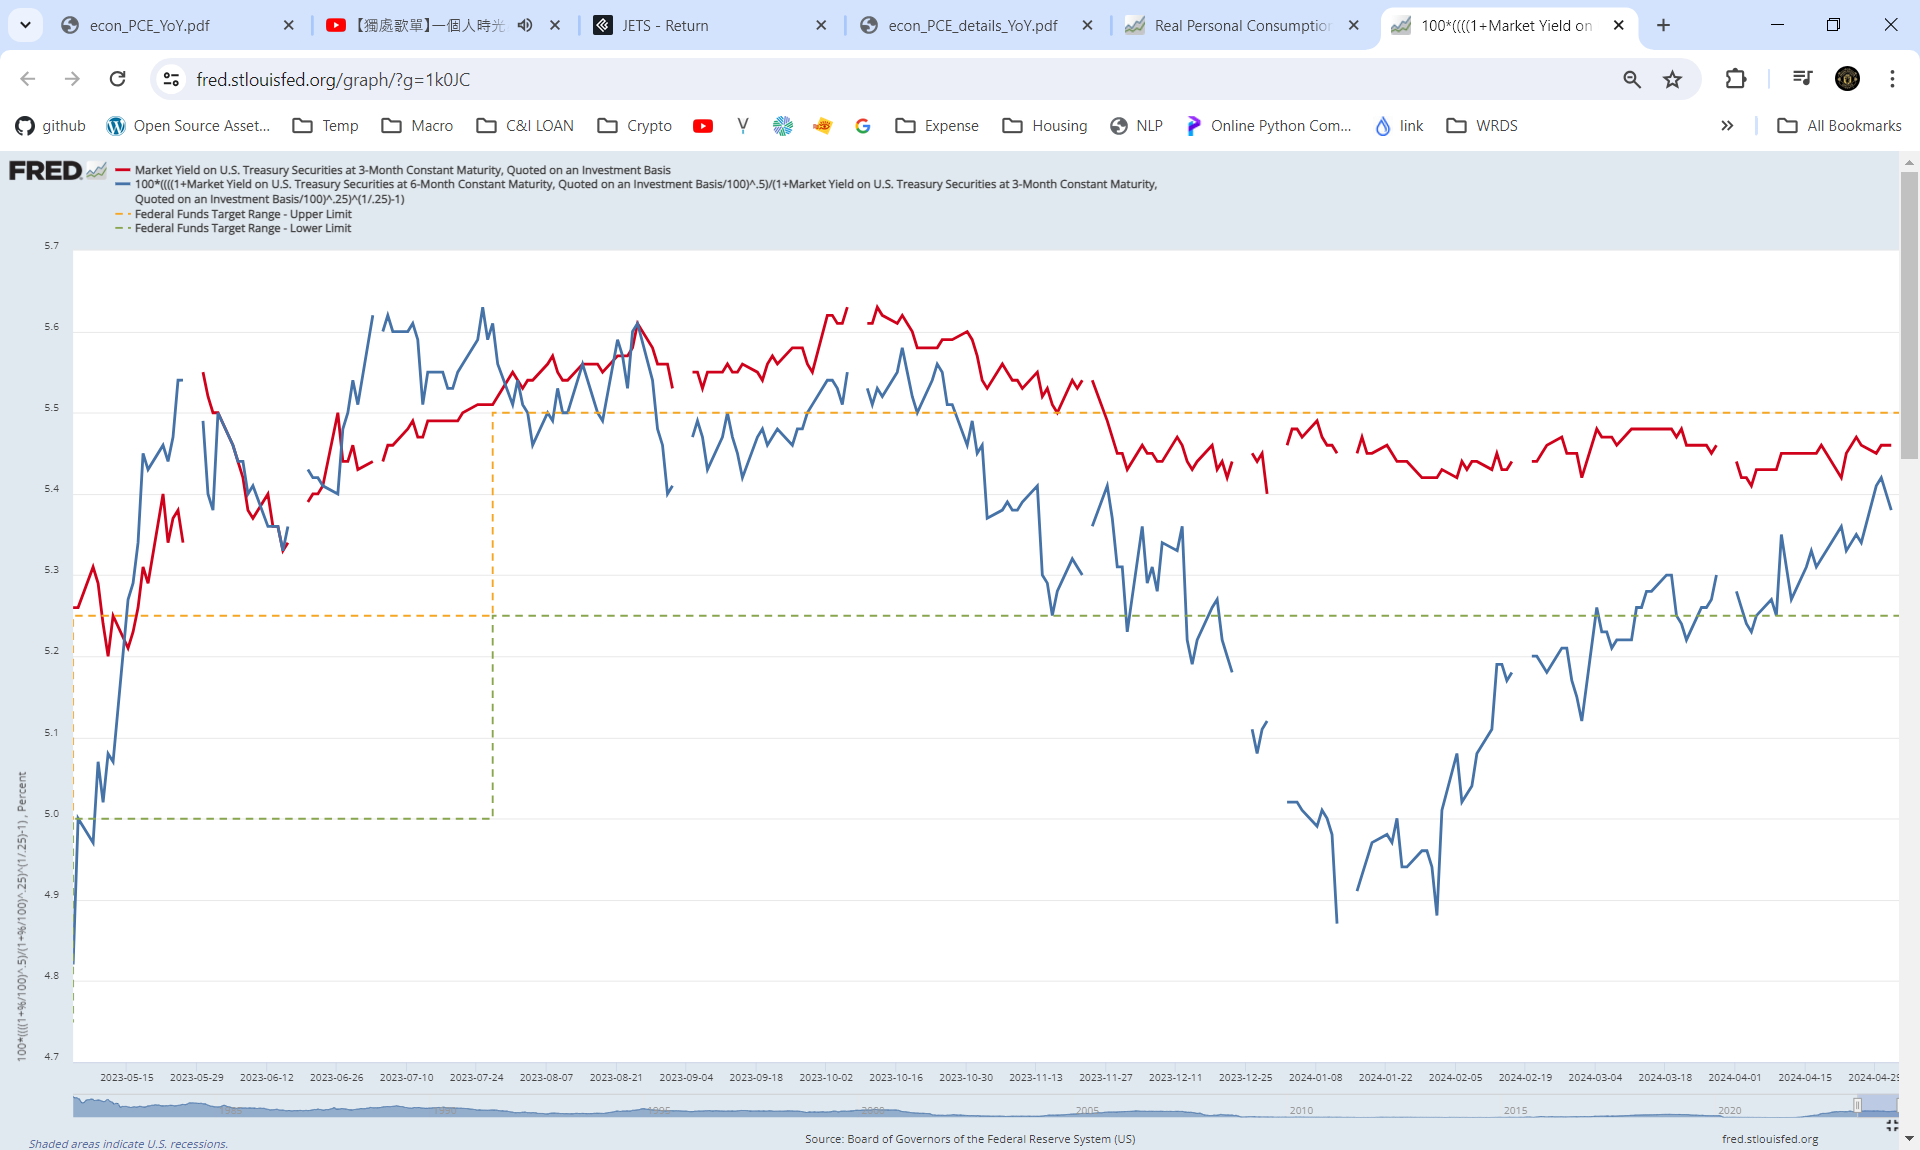 econ_PCE_YoY.pdf
【獨處歌單】一個人時光
JETS - Return
econ_PCE_details_YoY.pdf
Real Personal Consumption
100*((((1+Market Yield on
fred.stlouisfed.org/graph/?g=1k0JC
github
Open Source Asset...
Temp
Macro
C&I LOAN
Crypto
Expense
Housing
NLP
Online Python Com...
link
WRDS
All Bookmarks
FRED
Market Yield on U.S. Treasury Securities at 3-Month Constant Maturity, Quoted on an Investment Basis
100*((((1+Market Yield on U.S. Treasury Securities at 6-Month Constant Maturity, Quoted on an Investment Basis/100)^.5)/(1+Market Yield on U.S. Treasury Securities at 3-Month Constant Maturity,
Quoted on an Investment Basis/100)^.25)^(1/.25)-1)
Federal Funds Target Range - Upper Limit
Federal Funds Target Range - Lower Limit
5.7
5.6
5.5
5.4
5.3
5.2
5.1
5.0
4.9
4.8
4.7
100*((((1+%/100)^.5)/(1+%/100)^.25)^(1/.25)-1) , Percent
2023-05-15
2023-05-29
2023-06-12
2023-06-26
2023-07-10
2023-07-24
2023-08-07
2023-08-21
2023-09-04
2023-09-18
2023-10-02
2023-10-16
2023-10-30
2023-11-13
2023-11-27
2023-12-11
2023-12-25
2024-01-08
2024-01-22
2024-02-05
2024-02-19
2024-03-04
2024-03-18
2024-04-01
2024-04-15
2024-04-29
1985
1990
1995
2000
2005
2010
2015
2020
Shaded areas indicate U.S. recessions.
Source: Board of Governors of the Federal Reserve System (US)
fred.stlouisfed.org